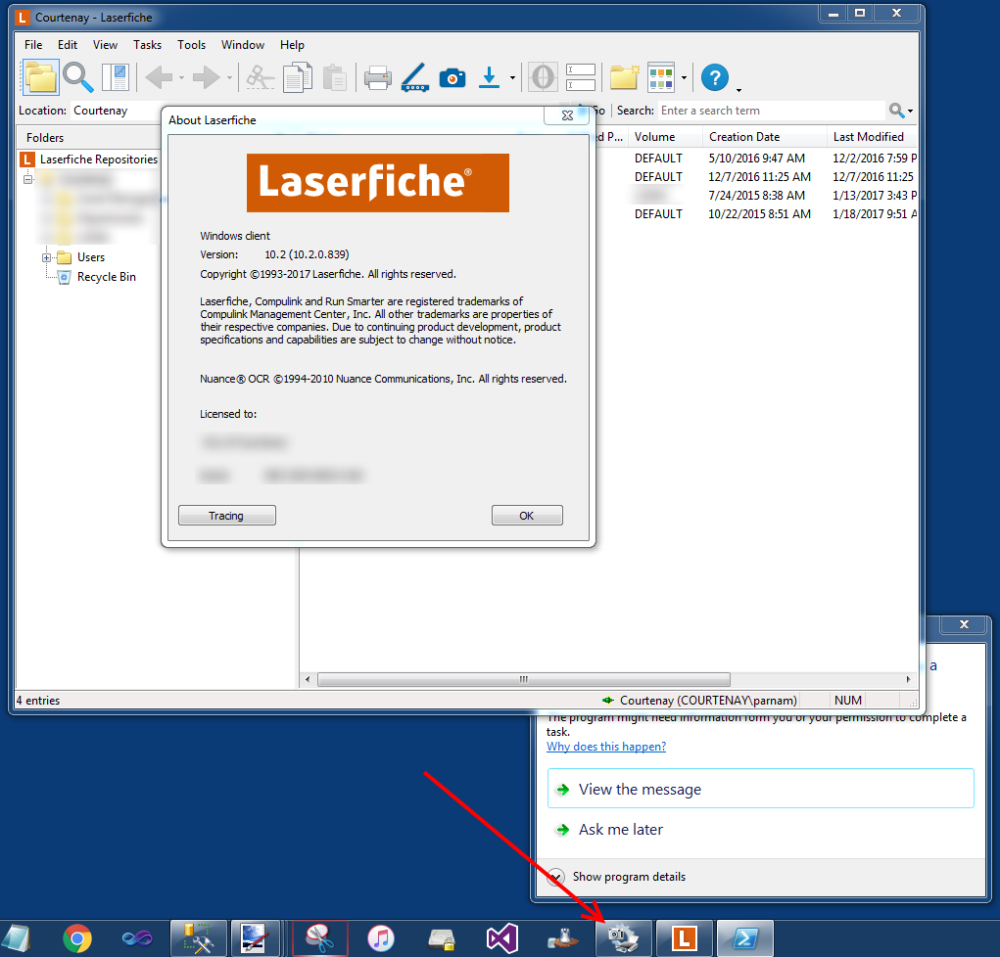 Courtenay - Laserfiche
File Edit View Tasks Tools Window Help
Location: Courtenay
Search: Enter a search term
Folders
Laserfiche Repositories
Users
Recycle Bin
Volume Creation Date Last Modified
DEFAULT 5/10/2016 9:47 AM 12/2/2016 7:59 P
DEFAULT 12/7/2016 11:25 AM 12/7/2016 11:25
7/24/2015 8:38 AM 1/13/2017 3:43 P
DEFAULT 10/22/2015 8:51 AM 1/18/2017 9:51 A
About Laserfiche
Laserfiche®
Windows client
Version: 10.2 (10.2.0.839)
Copyright ©1993-2017 Laserfiche. All rights reserved.
Laserfiche, Compulink and Run Smarter are registered trademarks of
Compulink Management Center, Inc. All other trademarks are properties of
their respective companies. Due to continuing product development, product
specifications and capabilities are subject to change without notice.
Nuance® OCR ©1994-2010 Nuance Communications, Inc. All rights reserved.
Licensed to:
Tracing OK
4 entries
Courtenay (COURTENAY\parnam) NUM
a
The program might need information form you or your permission to complete a
task.
Why does this happen?
View the message
Ask me later
Show program details